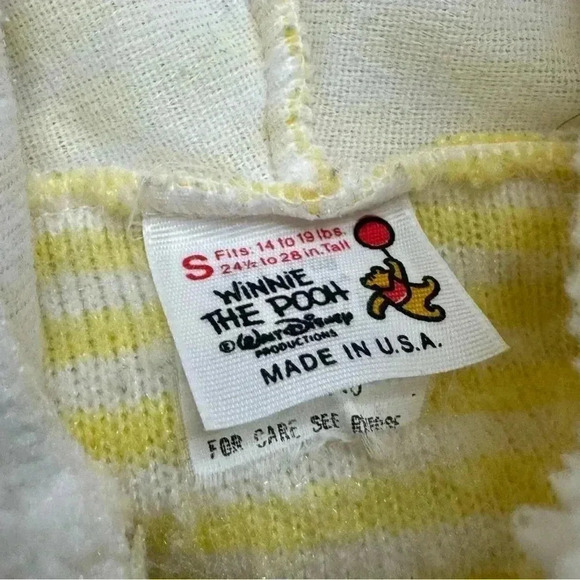 S Fits: 14 to 19 lbs.
24½ to 28 in. Tall
WINNIE
THE POOH
© WALT DISNEY
PRODUCTIONS
MADE IN U.S.A.
FOR CARE SEE